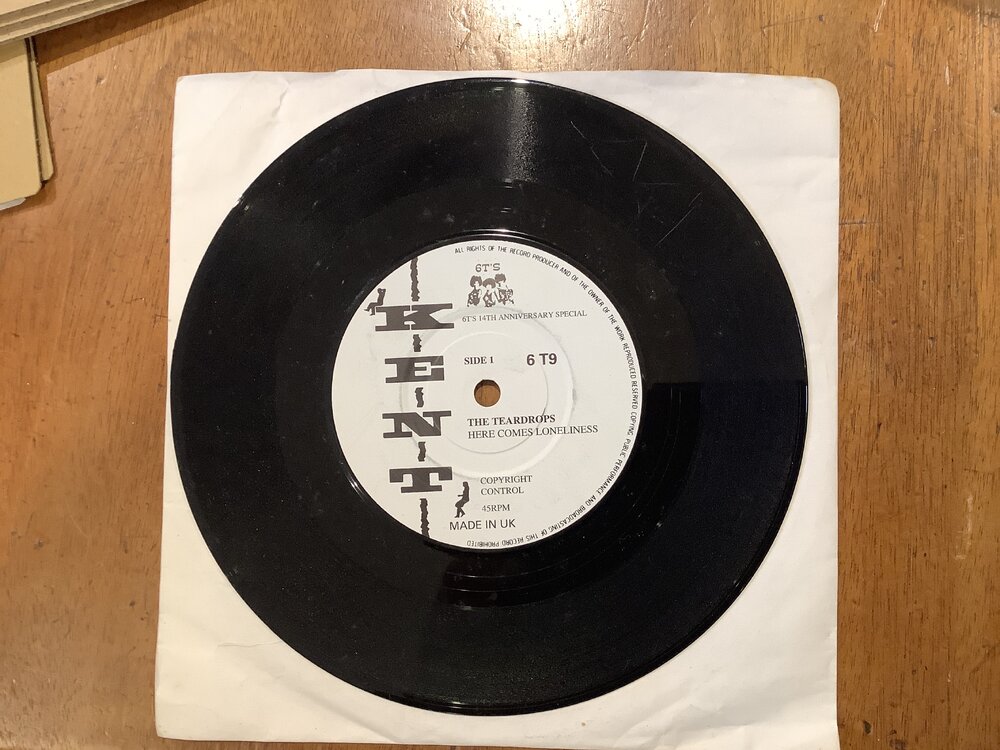 ALL RIGHTS OF THE RECORD PRODUCER AND OF THE OWNER OF THE WORK REPRODUCED RESERVED COPYING PUBLIC PERFORMANCE AND BROADCASTING OF THIS RECORD PROHIBITED
6T'S
6T'S 14TH ANNIVERSARY SPECIAL
KENT
SIDE 1 6 T9
THE TEARDROPS
HERE COMES LONELINESS
COPYRIGHT
CONTROL
45RPM
MADE IN UK